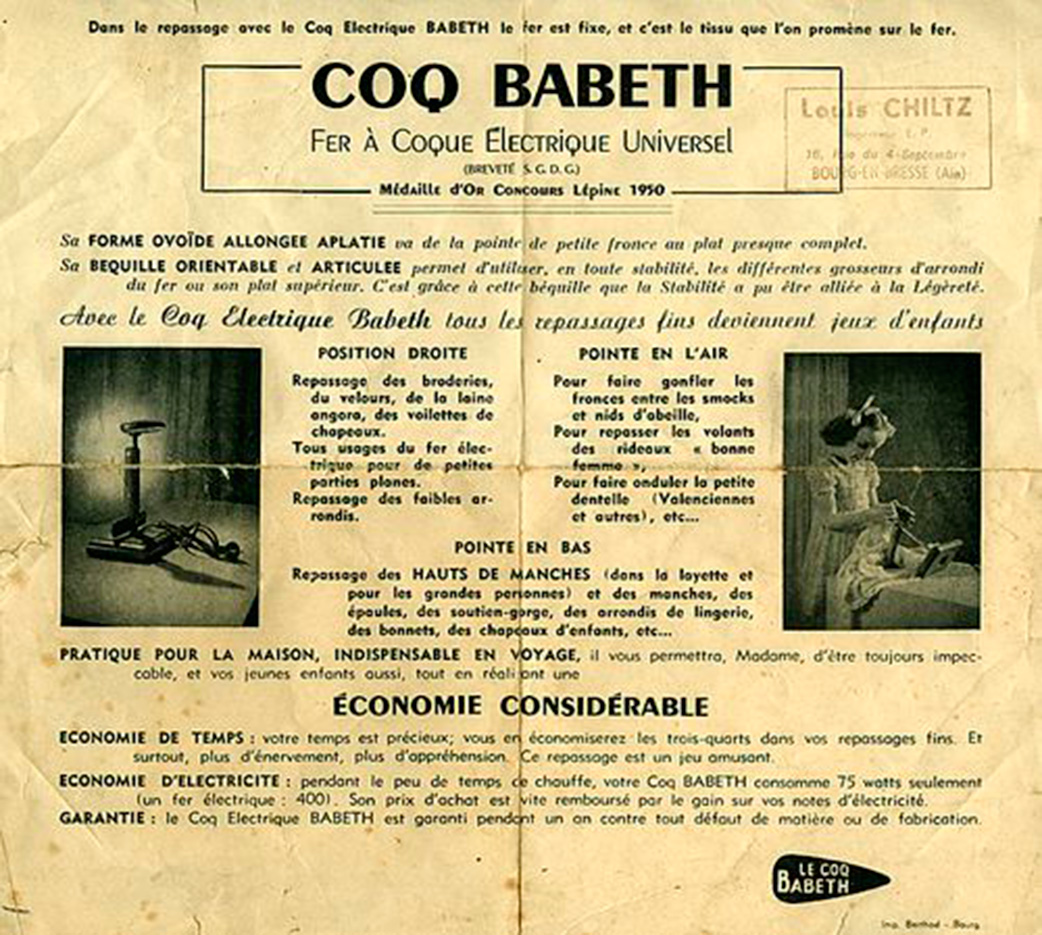 Dans le repassage avec le Coq Electrique BABETH le fer est fixe, et c'est le tissu que l'on promène sur le fer.
COQ BABETH
Fer à Coque Électrique Universel
(BREVETÉ S. G. D. G.)
Médaille d'Or Concours Lépine 1950
Louis CHILTZ
Ingénieur E. P.
16, Rue du 4-Septembre
BOURG-EN-BRESSE (Ain)
Sa FORME OVOÏDE ALLONGEE APLATIE va de la pointe de petite fronce au plat presque complet.
Sa BEQUILLE ORIENTABLE et ARTICULEE permet d'utiliser, en toute stabilité, les différentes grosseurs d'arrondi
du fer ou son plat supérieur. C'est grâce à cette béquille que la Stabilité a pu être alliée à la Légèreté.
Avec le Coq Electrique Babeth tous les repassages fins deviennent jeux d'enfants
POSITION DROITE
Repassage des broderies,
du velours, de la laine
angora, des voilettes de
chapeaux.
Tous usages du fer élec-
trique pour de petites
parties planes.
Repassage des faibles ar-
rondis.
POINTE EN L'AIR
Pour faire gonfler les
fronces entre les smocks
et nids d'abeille,
Pour repasser les volants
des rideaux « bonne
femme »,
Pour faire onduler la petite
dentelle (Valenciennes
et autres), etc...
POINTE EN BAS
Repassage des HAUTS DE MANCHES (dans la layette et
pour les grandes personnes) et des manches, des
épaules, des soutien-gorge, des arrondis de lingerie,
des bonnets, des chapeaux d'enfants, etc...
PRATIQUE POUR LA MAISON, INDISPENSABLE EN VOYAGE, il vous permettra, Madame, d'être toujours impec-
cable, et vos jeunes enfants aussi, tout en réalisant une
ÉCONOMIE CONSIDÉRABLE
ECONOMIE DE TEMPS : votre temps est précieux; vous en économiserez les trois-quarts dans vos repassages fins. Et
surtout, plus d'énervement, plus d'appréhension. Ce repassage est un jeu amusant.
ECONOMIE D'ELECTRICITE : pendant le peu de temps de chauffe, votre Coq BABETH consomme 75 watts seulement
(un fer électrique : 400). Son prix d'achat est vite remboursé par le gain sur vos notes d'électricité.
GARANTIE : le Coq Electrique BABETH est garanti pendant un an contre tout défaut de matière ou de fabrication.
LE COQ
BABETH
Imp. Berthod - Bourg